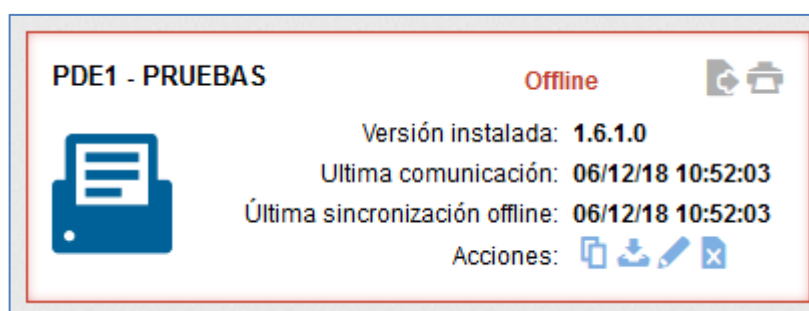 PDE1 - PRUEBAS Offline
Versión instalada: 1.6.1.0
Ultima comunicación: 06/12/18 10:52:03
Última sincronización offline: 06/12/18 10:52:03
Acciones: